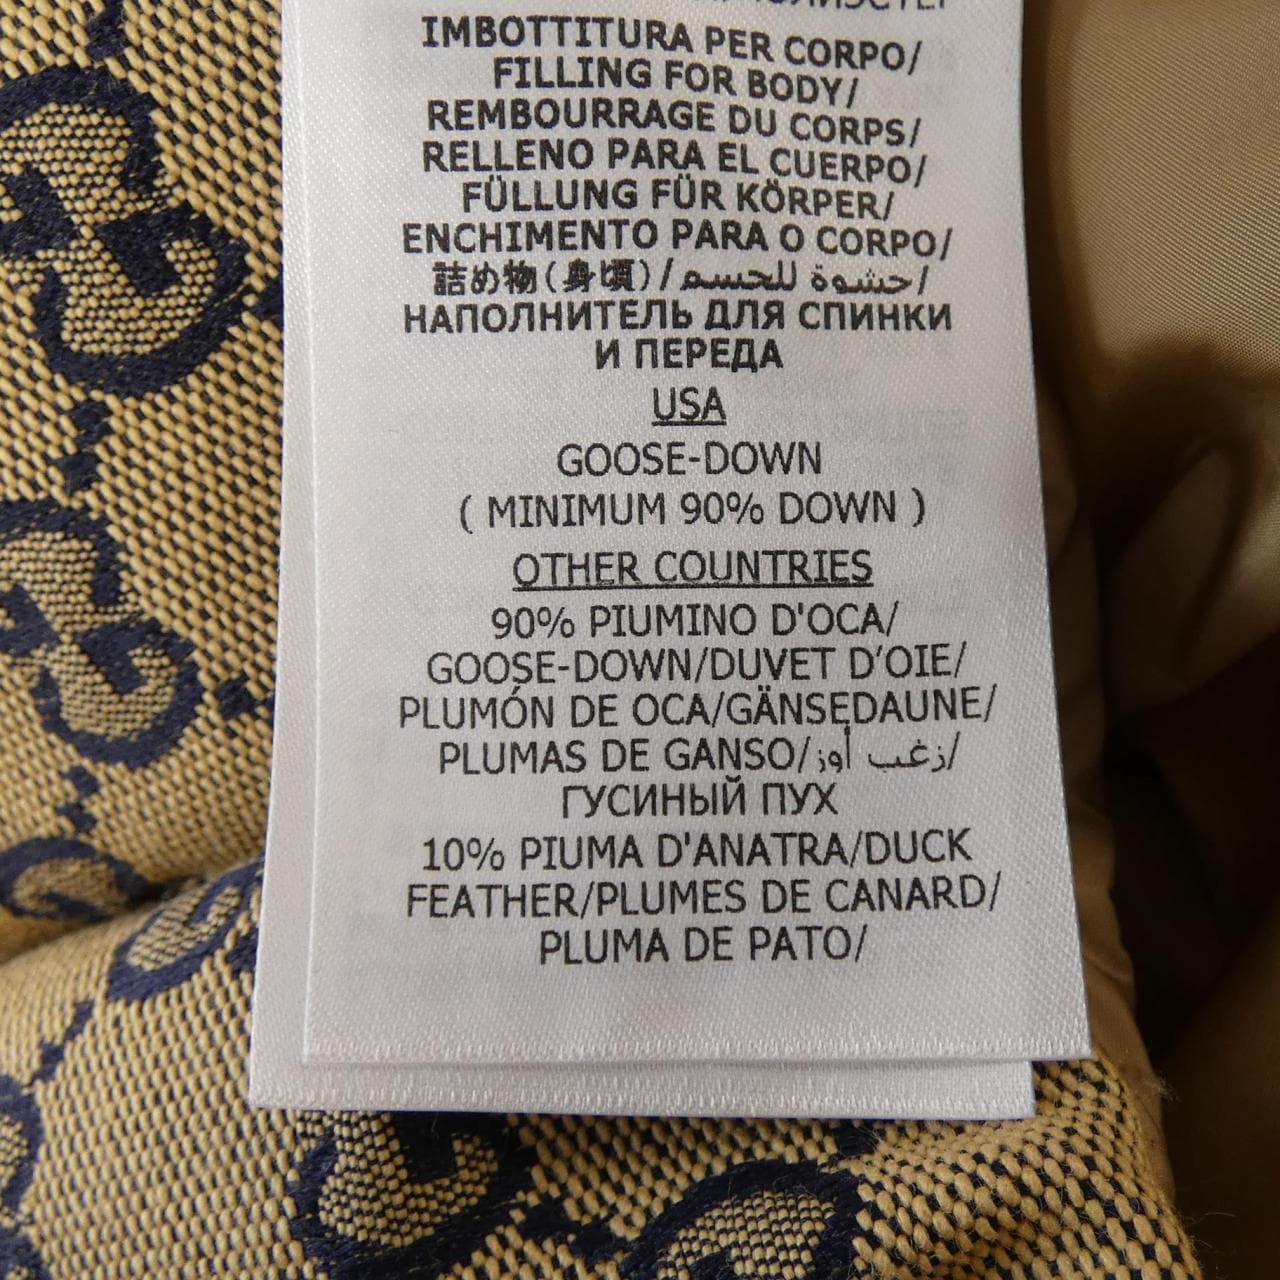 IMBOTTITURA PER CORPO/
FILLING FOR BODY/
REMBOURRAGE DU CORPS/
RELLENO PARA EL CUERPO/
FÜLLUNG FÜR KÖRPER/
ENCHIMENTO PARA O CORPO/
詰め物(身頃)/حشوة للجسم/
НАПОЛНИТЕЛЬ ДЛЯ СПИНКИ
И ПЕРЕДА
USA
GOOSE-DOWN
( MINIMUM 90% DOWN )
OTHER COUNTRIES
90% PIUMINO D'OCA/
GOOSE-DOWN/DUVET D'OIE/
PLUMÓN DE OCA/GÄNSEDAUNE/
PLUMAS DE GANSO/زغب أوز/
ГУСИНЫЙ ПУХ
10% PIUMA D'ANATRA/DUCK
FEATHER/PLUMES DE CANARD/
PLUMA DE PATO/